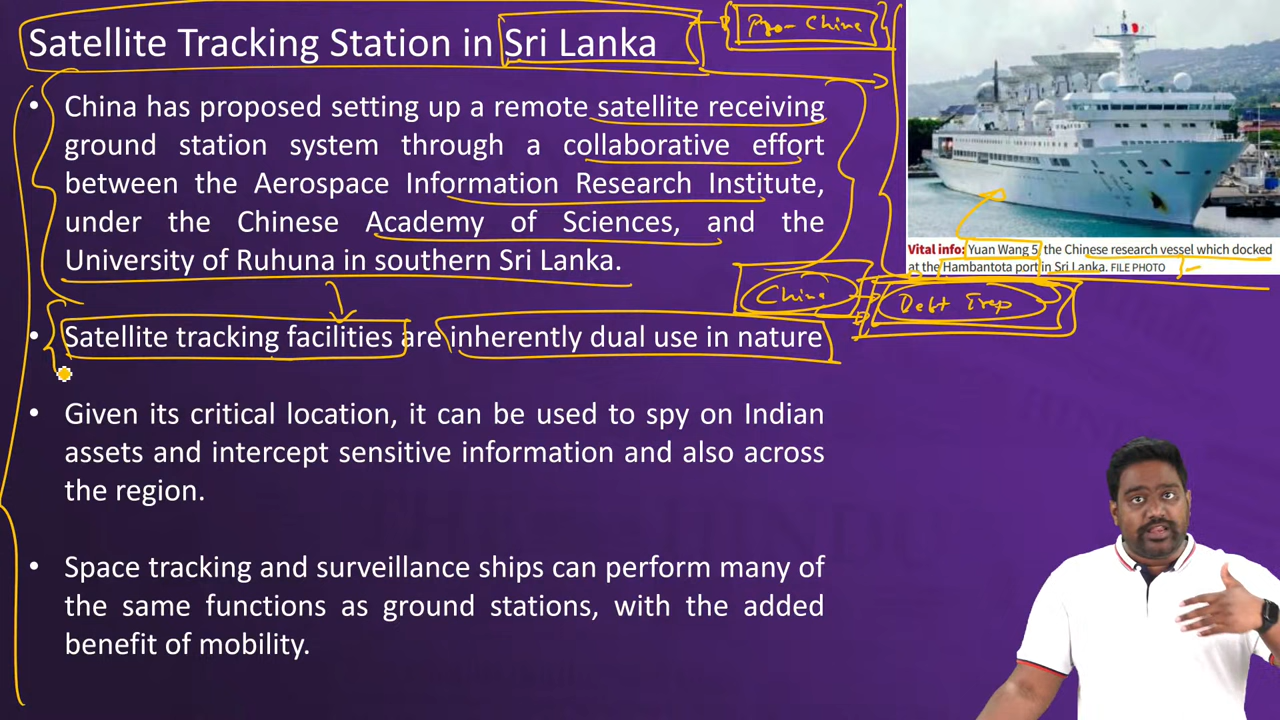 Satellite Tracking Station in Sri Lanka
Pro-China
• China has proposed setting up a remote satellite receiving
ground station system through a collaborative effort
between the Aerospace Information Research Institute,
under the Chinese Academy of Sciences, and the
University of Ruhuna in southern Sri Lanka.
Vital info: Yuan Wang 5, the Chinese research vessel which docked
at the Hambantota port in Sri Lanka. FILE PHOTO
China
Debt Trap
• Satellite tracking facilities are inherently dual use in nature
• Given its critical location, it can be used to spy on Indian
assets and intercept sensitive information and also across
the region.
• Space tracking and surveillance ships can perform many of
the same functions as ground stations, with the added
benefit of mobility.